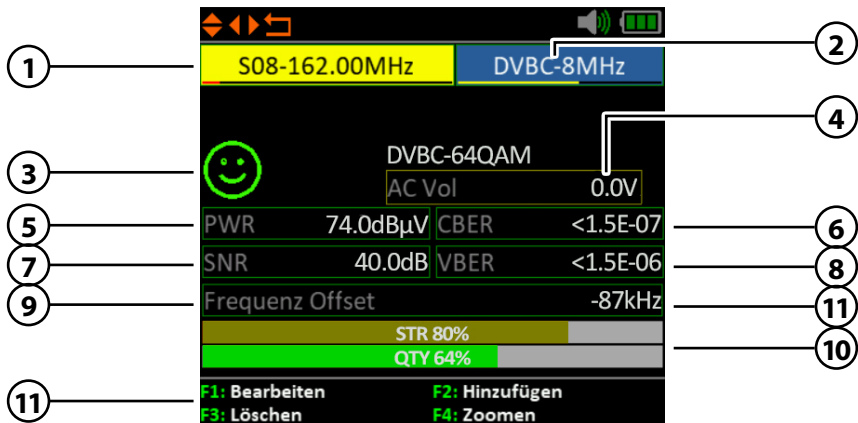 1 S08-162.00MHz DVBC-8MHz 2
4
3 DVBC-64QAM
AC Vol 0.0V
5 PWR 74.0dBµV CBER <1.5E-07 6
7 SNR 40.0dB VBER <1.5E-06 8
9 Frequenz Offset -87kHz 11
STR 80%
QTY 64% 10
11 F1: Bearbeiten F2: Hinzufügen
F3: Löschen F4: Zoomen